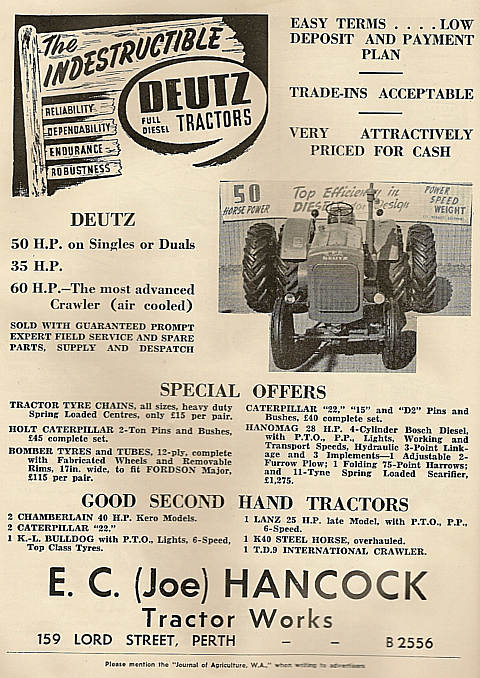 The
INDESTRUCTIBLE
DEUTZ
FULL DIESEL TRACTORS
RELIABILITY
DEPENDABILITY
ENDURANCE
ROBUSTNESS
EASY TERMS . . . . LOW
DEPOSIT AND PAYMENT
PLAN
TRADE-INS ACCEPTABLE
VERY ATTRACTIVELY
PRICED FOR CASH
50
HORSE POWER
Top Efficiency in
DIESEL Design
POWER
SPEED
WEIGHT
DEUTZ
DEUTZ
50 H.P. on Singles or Duals
35 H.P.
60 H.P.—The most advanced
Crawler (air cooled)
SOLD WITH GUARANTEED PROMPT
EXPERT FIELD SERVICE AND SPARE
PARTS, SUPPLY AND DESPATCH
SPECIAL OFFERS
TRACTOR TYRE CHAINS, all sizes, heavy duty
Spring Loaded Centres, only £15 per pair.
HOLT CATERPILLAR 2-Ton Pins and Bushes,
£45 complete set.
BOMBER TYRES and TUBES, 12-ply, complete
with Fabricated Wheels and Removable
Rims, 17in. wide, to fit FORDSON Major,
£115 per pair.
CATERPILLAR "22," "15" and "D2" Pins and
Bushes, £40 complete set.
HANOMAG 28 H.P. 4-Cylinder Bosch Diesel,
with P.T.O., P.P., Lights, Working and
Transport Speeds, Hydraulic 3-Point Link-
age and 3 Implements—1 Adjustable 2-
Furrow Plow; 1 Folding 75-Point Harrows;
and 11-Tyne Spring Loaded Scarifier,
£1,275.
GOOD SECOND HAND TRACTORS
2 CHAMBERLAIN 40 H.P. Kero Models.
2 CATERPILLAR "22."
1 K.-L. BULLDOG with P.T.O., Lights, 6-Speed,
Top Class Tyres.
1 LANZ 25 H.P. late Model, with P.T.O., P.P.,
6-Speed.
1 K40 STEEL HORSE, overhauled.
1 T.D.9 INTERNATIONAL CRAWLER.
E. C. (Joe) HANCOCK
Tractor Works
159 LORD STREET, PERTH — — B 2556
Please mention the "Journal of Agriculture, W.A.," when writing to advertisers